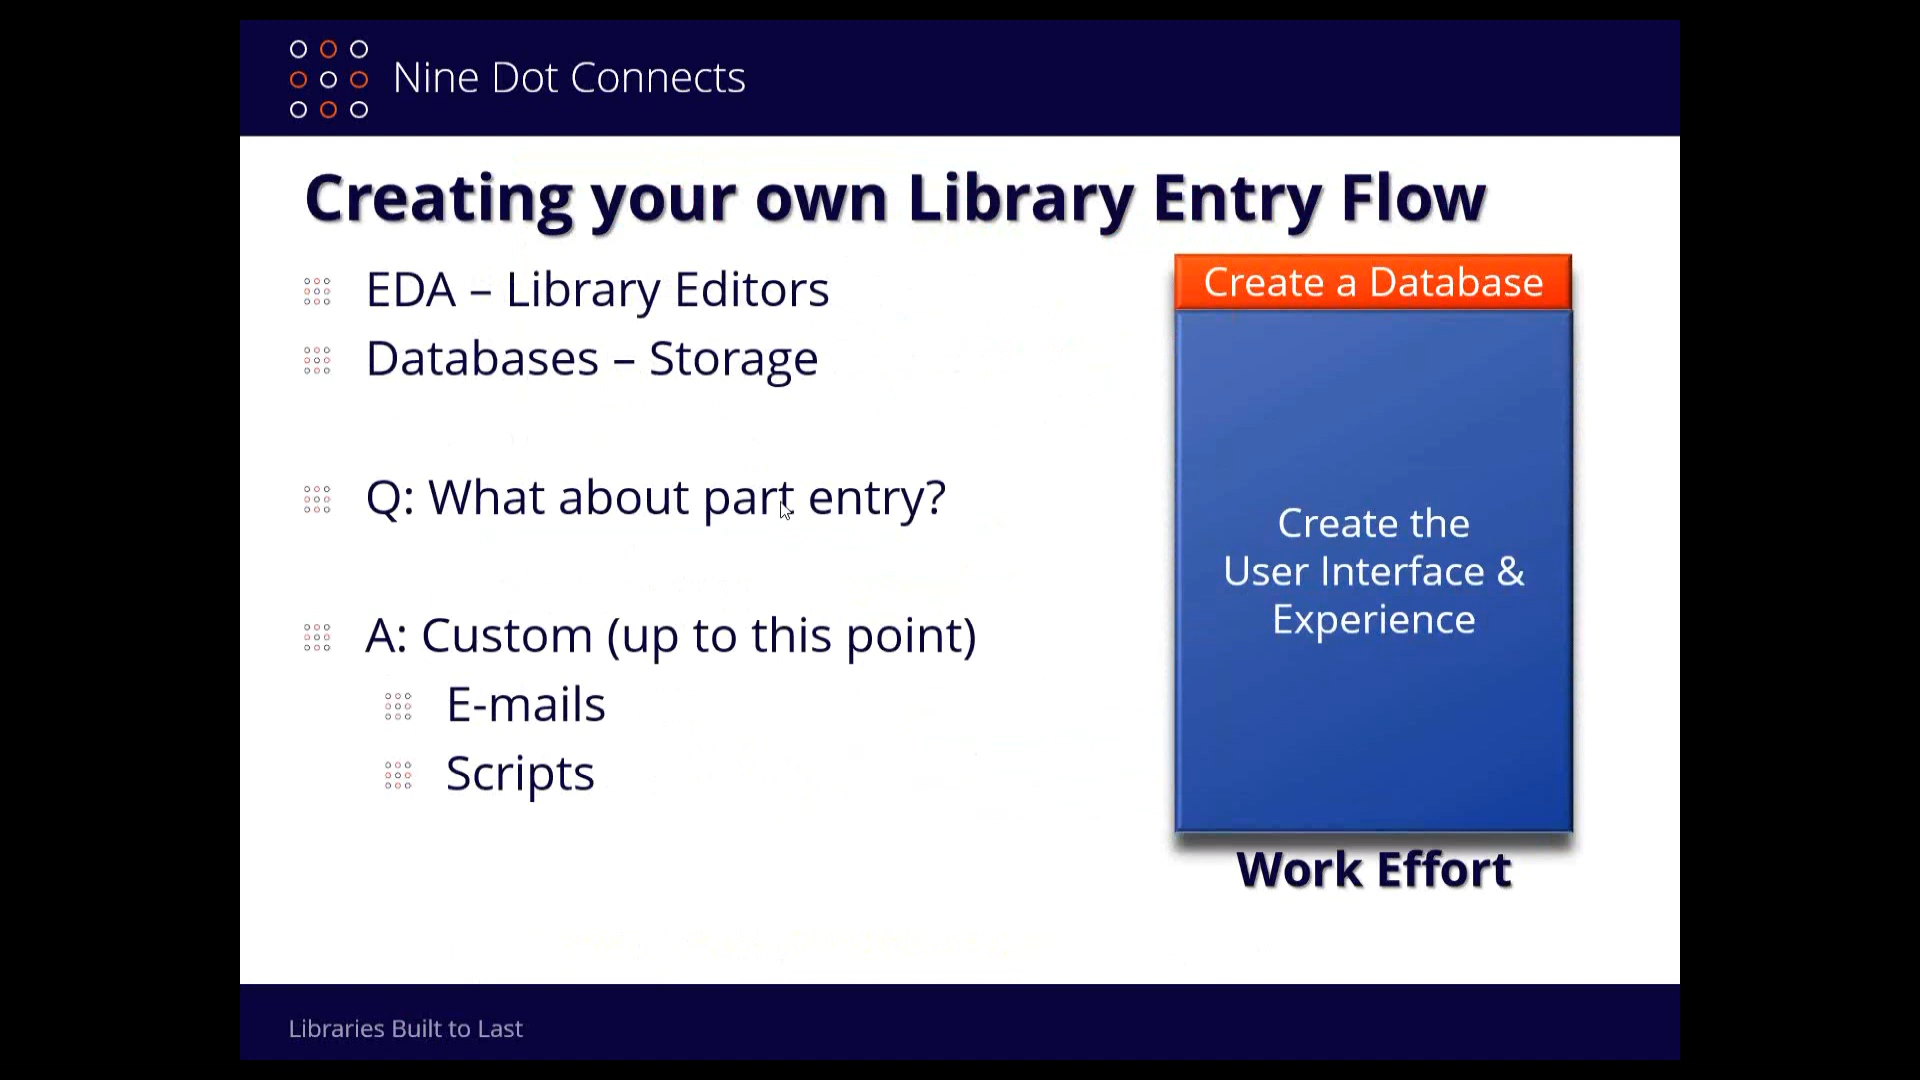 Nine Dot Connects
Creating your own Library Entry Flow
EDA – Library Editors
Databases – Storage
Q: What about part entry?
A: Custom (up to this point)
E-mails
Scripts
Create a Database
Create the
User Interface &
Experience
Work Effort
Libraries Built to Last